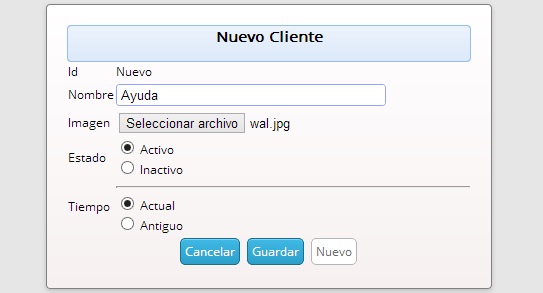 Nuevo Cliente
Id Nuevo
Nombre Ayuda
Imagen Seleccionar archivo wal.jpg
Estado Activo
Inactivo
Tiempo Actual
Antiguo
Cancelar Guardar Nuevo